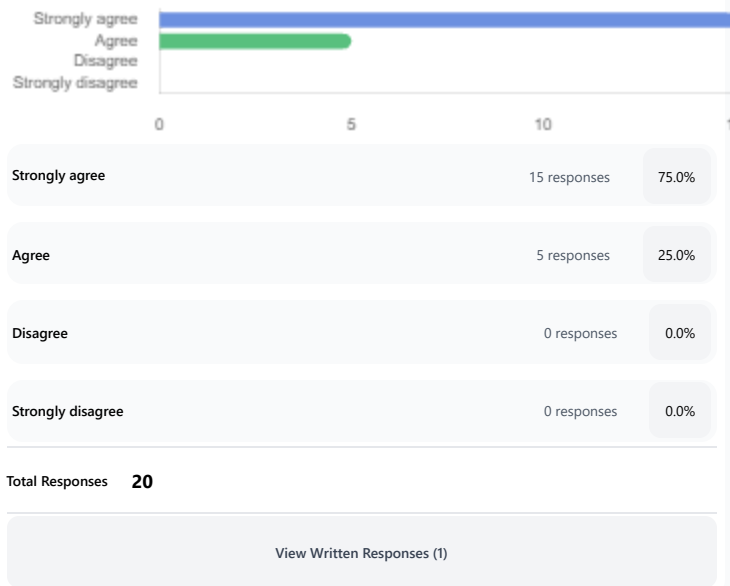 Strongly agree
Agree
Disagree
Strongly disagree
0 5 10
Strongly agree 15 responses 75.0%
Agree 5 responses 25.0%
Disagree 0 responses 0.0%
Strongly disagree 0 responses 0.0%
Total Responses 20
View Written Responses (1)